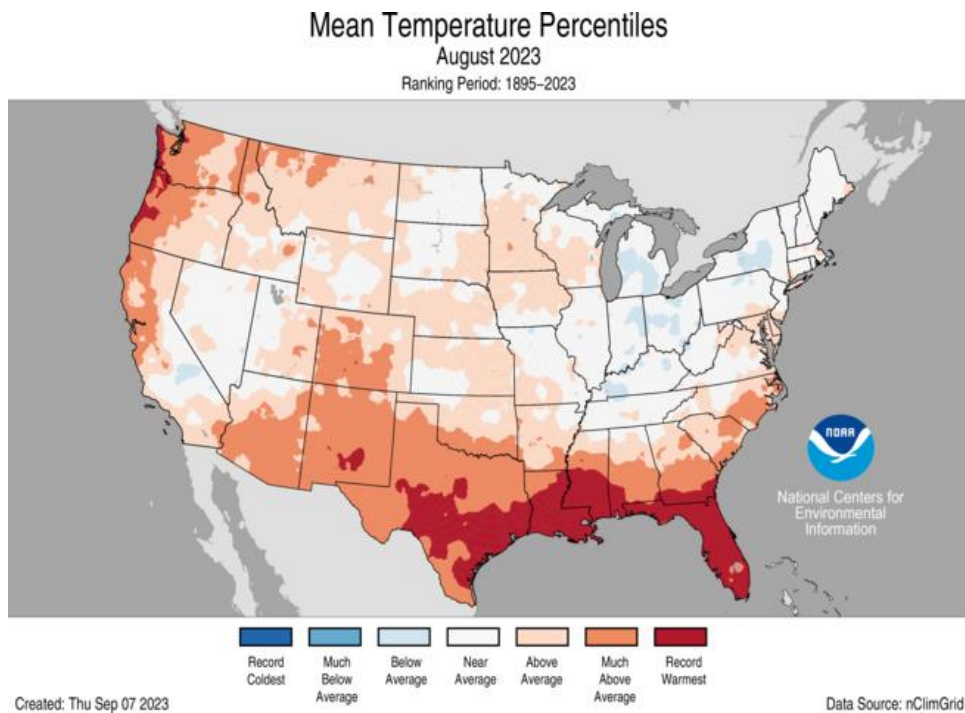 Mean Temperature Percentiles
August 2023
Ranking Period: 1895–2023
NOAA
National Centers for
Environmental
Information
Record
Coldest
Much
Below
Average
Below
Average
Near
Average
Above
Average
Much
Above
Average
Record
Warmest
Created: Thu Sep 07 2023
Data Source: nClimGrid